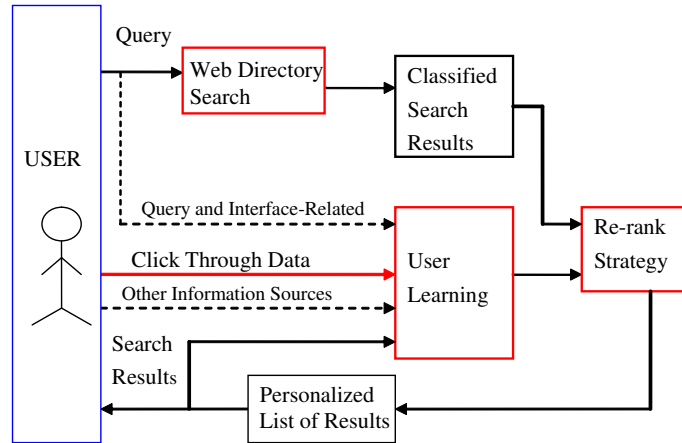 Query
Web Directory
Search
Classified
Search
Results
USER
Query and Interface-Related
Click Through Data
Other Information Sources
User
Learning
Re-rank
Strategy
Search
Results
Personalized
List of Results